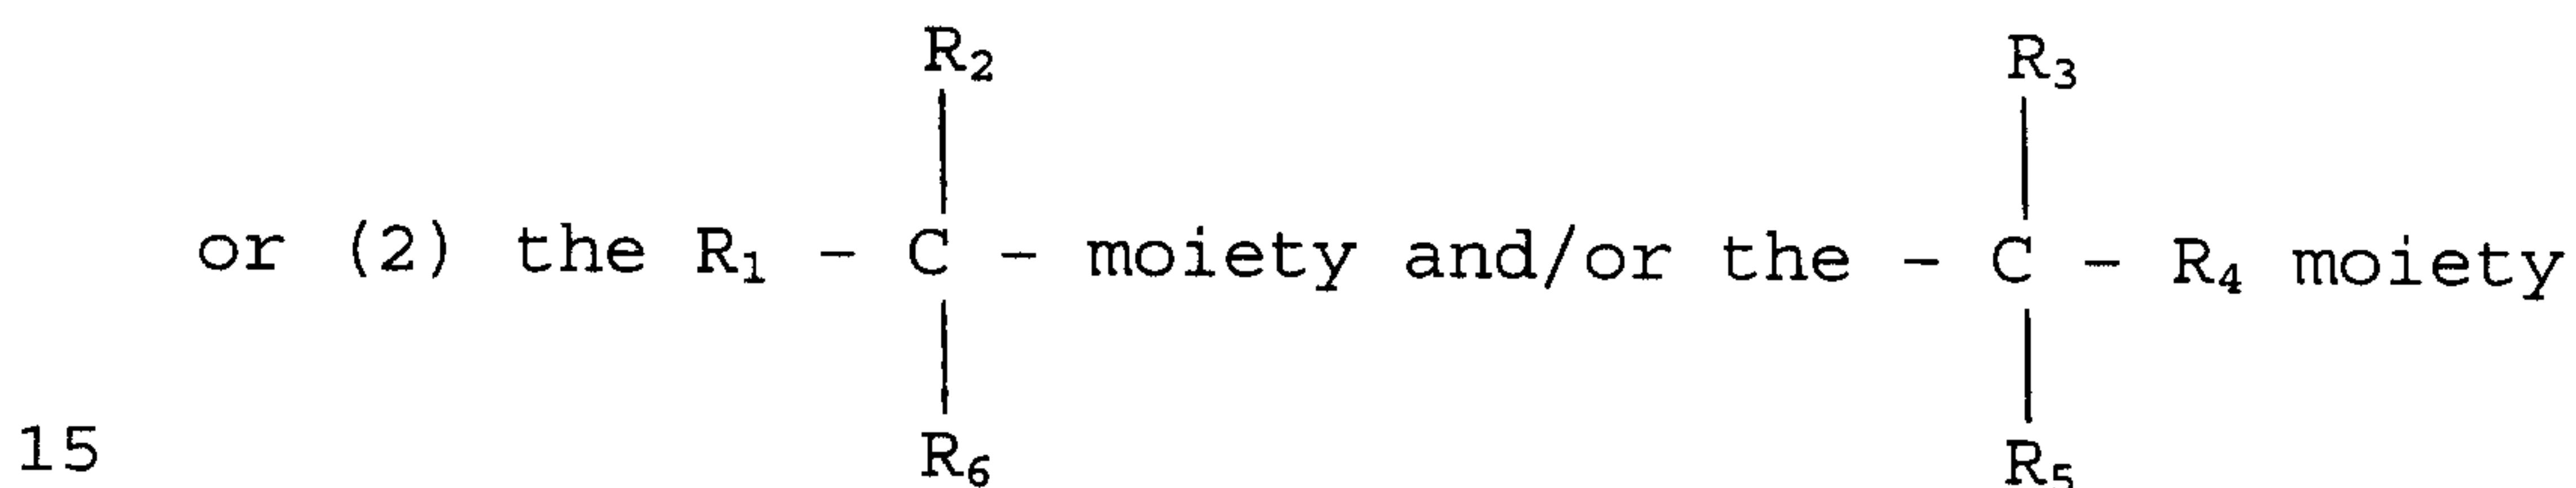 R₂ R₃
or (2) the R₁ – C – moiety and/or the – C – R₄ moiety
15 R₆ R₅